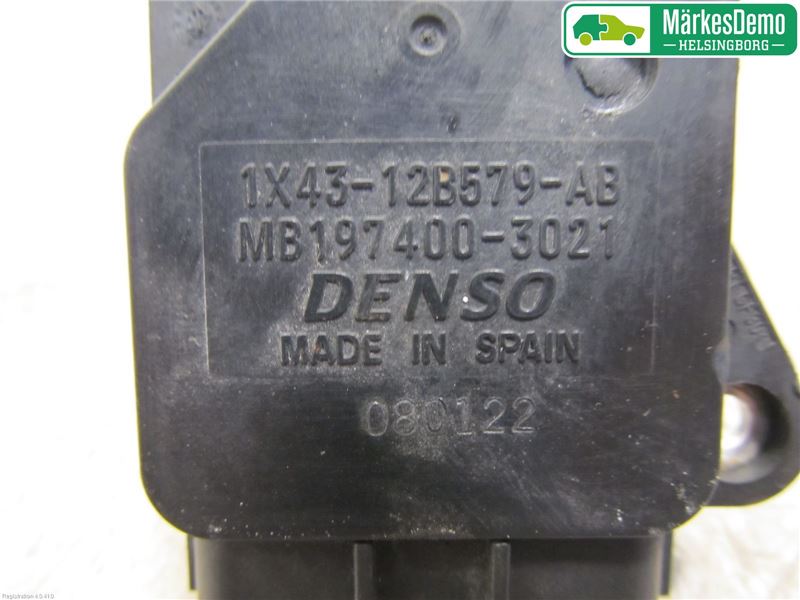 MärkesDemo
HELSINGBORG
1X43-12B579-AB
MB197400-3021
DENSO
MADE IN SPAIN
080122